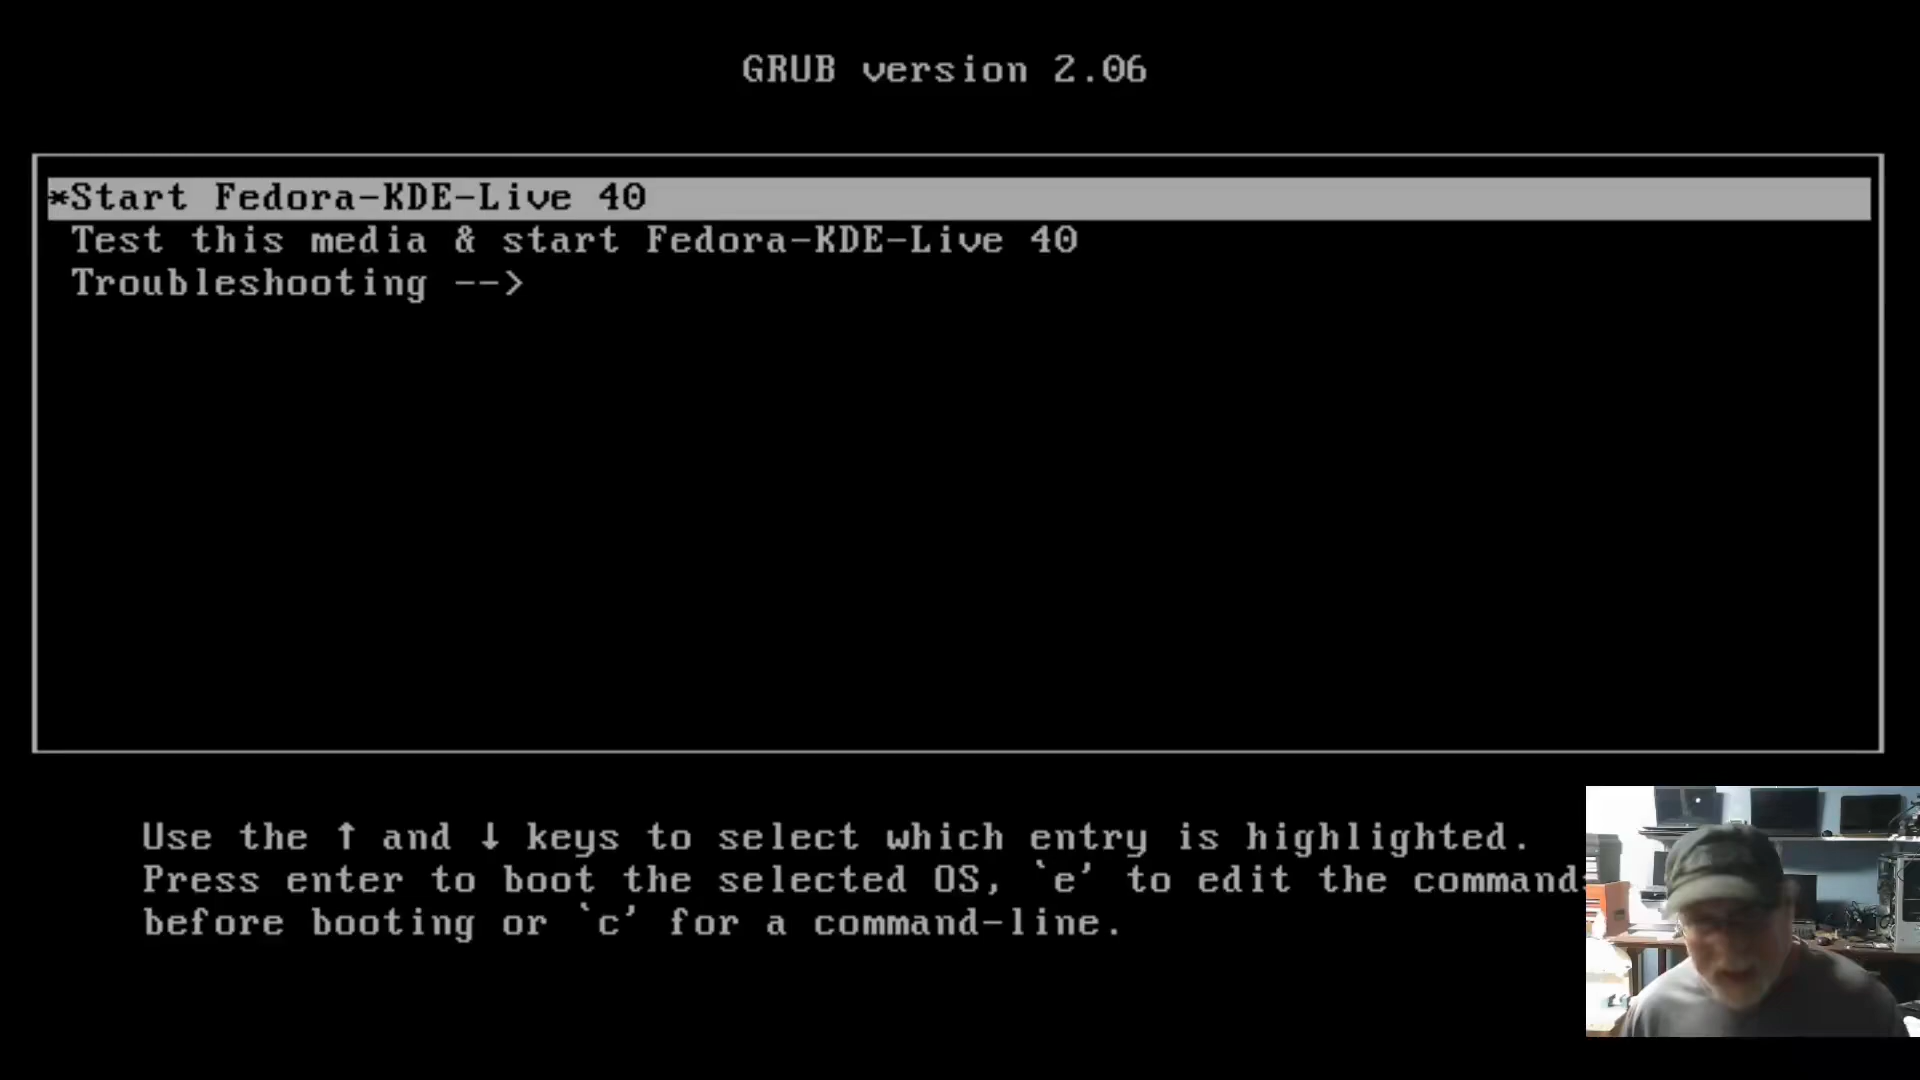 GRUB version 2.06
*Start Fedora-KDE-Live 40
Test this media & start Fedora-KDE-Live 40
Troubleshooting -->
Use the ↑ and ↓ keys to select which entry is highlighted.
Press enter to boot the selected OS, `e' to edit the commands
before booting or `c' for a command-line.